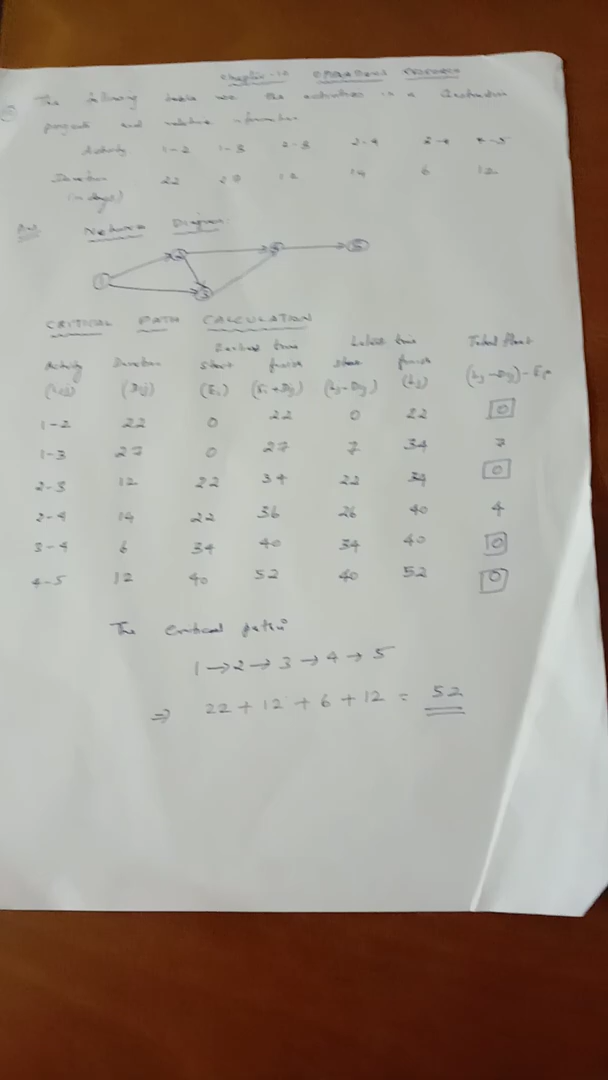 Chapter-10 OPERATIONS RESEARCH
The following table are the activities in a Construction
projects and relative information
Activity 1-2 1-3 2-3 2-4 3-4 4-5
Duration 22 12 14 6 12
(in days)
Ans. Network Diagram:
1 2 3 4 5
CRITICAL PATH CALCULATION
Earliest time Latest time Total float
Activity Duration Start finish start finish
(i,j) (Dij) (Ei) (Ei+Dij) (Lj-Dij) (Lj) (Lj-Dij)-Ei
1-2 22 0 22 0 22 0
1-3 27 0 27 7 34 7
2-3 12 22 34 22 34 0
2-4 14 22 36 26 40 4
3-4 6 34 40 34 40 0
4-5 12 40 52 40 52 0
The critical path:
1 → 2 → 3 → 4 → 5
⇒ 22 + 12 + 6 + 12 = 52